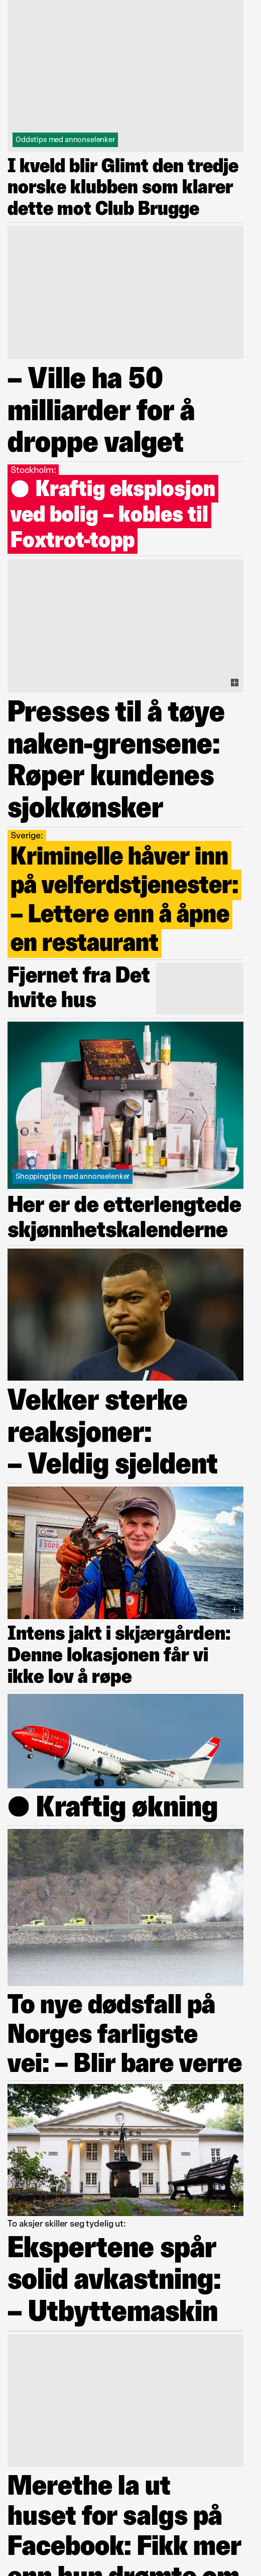 Oddstips med annonselenker
I kveld blir Glimt den tredje
norske klubben som klarer
dette mot Club Brugge
– Ville ha 50
milliarder for å
droppe valget
Stockholm:
● Kraftig eksplosjon
ved bolig – kobles til
Foxtrot-topp
Presses til å tøye
naken-grensene:
Røper kundenes
sjokkønsker
Sverige:
Kriminelle håver inn
på velferdstjenester:
– Lettere enn å åpne
en restaurant
Fjernet fra Det
hvite hus
Shoppingtips med annonselenker
Her er de etterlengtede
skjønnhetskalenderne
Vekker sterke
reaksjoner:
– Veldig sjeldent
Intens jakt i skjærgården:
Denne lokasjonen får vi
ikke lov å røpe
● Kraftig økning
To nye dødsfall på
Norges farligste
vei: – Blir bare verre
BØRSEN
To aksjer skiller seg tydelig ut:
Ekspertene spår
solid avkastning:
– Utbyttemaskin
Merethe la ut
huset for salgs på
Facebook: Fikk mer
enn hun drømte om